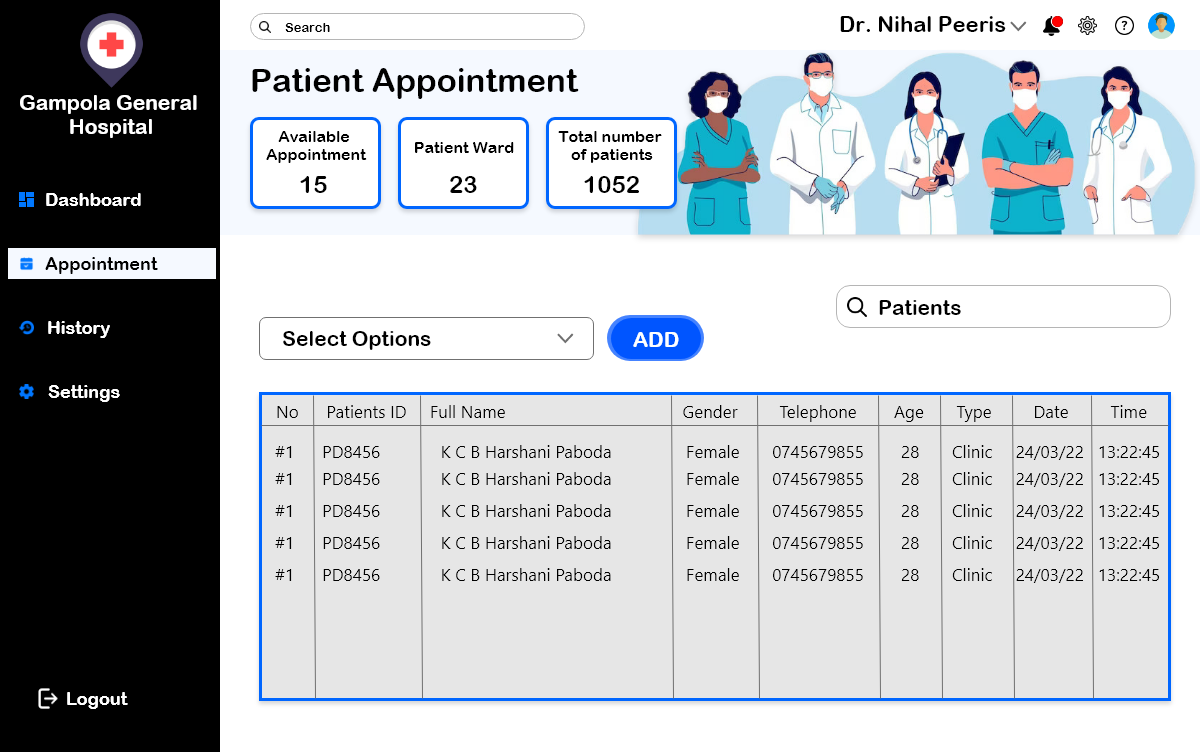 Gampola General
Hospital
Dashboard
Appointment
History
Settings
Logout
Search
Dr. Nihal Peeris
Patient Appointment
Available
Appointment
15
Patient Ward
23
Total number
of patients
1052
Patients
Select Options
ADD
No Patients ID Full Name Gender Telephone Age Type Date Time
#1 PD8456 K C B Harshani Paboda Female 0745679855 28 Clinic 24/03/22 13:22:45
#1 PD8456 K C B Harshani Paboda Female 0745679855 28 Clinic 24/03/22 13:22:45
#1 PD8456 K C B Harshani Paboda Female 0745679855 28 Clinic 24/03/22 13:22:45
#1 PD8456 K C B Harshani Paboda Female 0745679855 28 Clinic 24/03/22 13:22:45
#1 PD8456 K C B Harshani Paboda Female 0745679855 28 Clinic 24/03/22 13:22:45